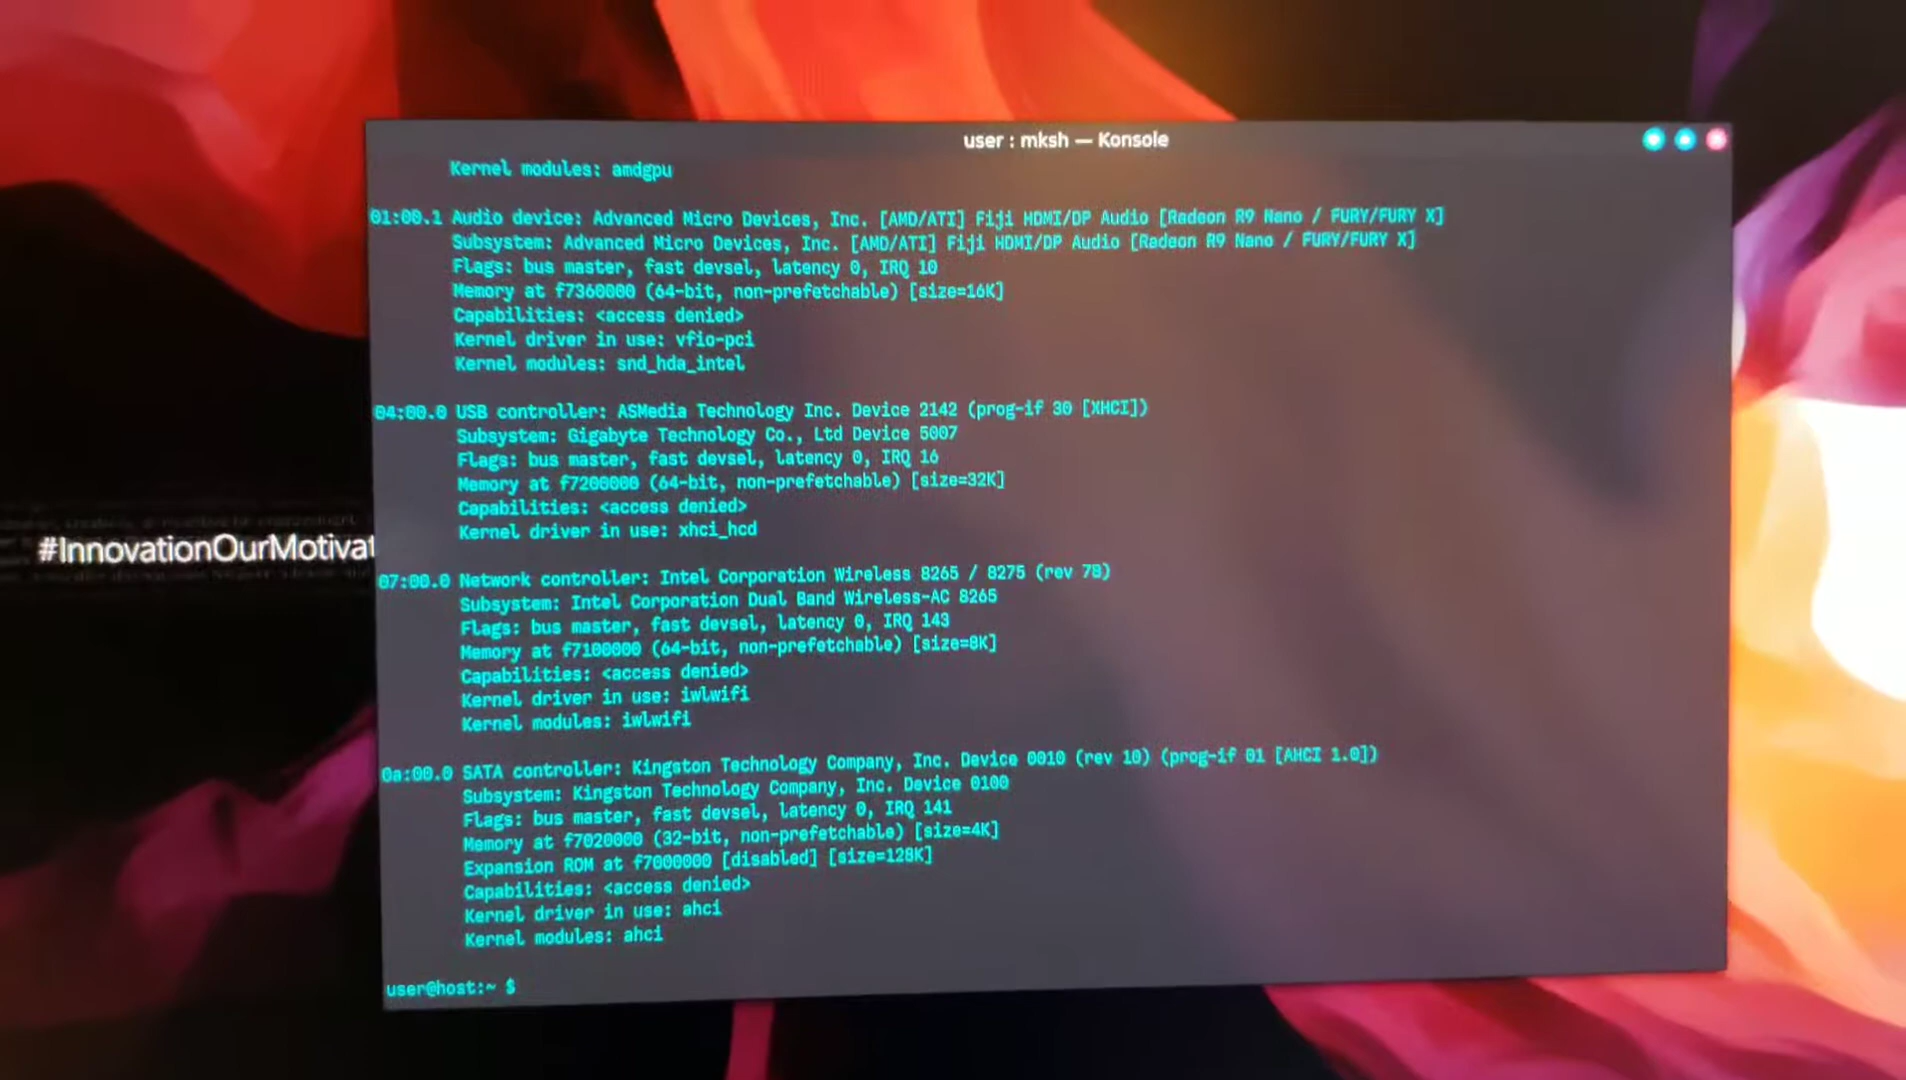 user : mksh — Konsole
Kernel modules: amdgpu
01:00.1 Audio device: Advanced Micro Devices, Inc. [AMD/ATI] Fiji HDMI/DP Audio [Radeon R9 Nano / FURY/FURY X]
Subsystem: Advanced Micro Devices, Inc. [AMD/ATI] Fiji HDMI/DP Audio [Radeon R9 Nano / FURY/FURY X]
Flags: bus master, fast devsel, latency 0, IRQ 10
Memory at f7360000 (64-bit, non-prefetchable) [size=16K]
Capabilities: <access denied>
Kernel driver in use: vfio-pci
Kernel modules: snd_hda_intel
04:00.0 USB controller: ASMedia Technology Inc. Device 2142 (prog-if 30 [XHCI])
Subsystem: Gigabyte Technology Co., Ltd Device 5007
Flags: bus master, fast devsel, latency 0, IRQ 16
Memory at f7200000 (64-bit, non-prefetchable) [size=32K]
Capabilities: <access denied>
Kernel driver in use: xhci_hcd
07:00.0 Network controller: Intel Corporation Wireless 8265 / 8275 (rev 78)
Subsystem: Intel Corporation Dual Band Wireless-AC 8265
Flags: bus master, fast devsel, latency 0, IRQ 143
Memory at f7100000 (64-bit, non-prefetchable) [size=8K]
Capabilities: <access denied>
Kernel driver in use: iwlwifi
Kernel modules: iwlwifi
0a:00.0 SATA controller: Kingston Technology Company, Inc. Device 0010 (rev 10) (prog-if 01 [AHCI 1.0])
Subsystem: Kingston Technology Company, Inc. Device 0100
Flags: bus master, fast devsel, latency 0, IRQ 141
Memory at f7020000 (32-bit, non-prefetchable) [size=4K]
Expansion ROM at f7000000 [disabled] [size=128K]
Capabilities: <access denied>
Kernel driver in use: ahci
Kernel modules: ahci
user@host:~ $
#InnovationOurMotivat